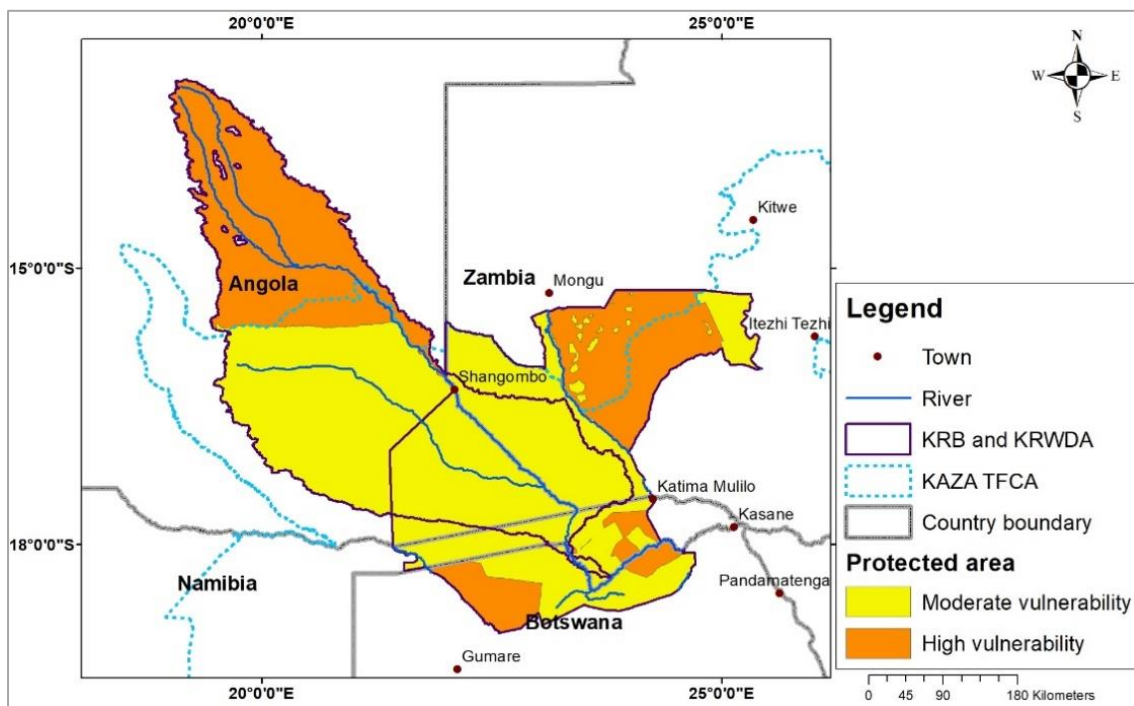 20°0'0"E 25°0'0"E
N
W E
S
Kitwe
15°0'0"S
Angola
Zambia
Mongu
Itezhi Tezhi
Shangombo
Katima Mulilo
Kasane
18°0'0"S
Namibia
Pandamatenga
Botswana
Gumare
20°0'0"E 25°0'0"E
Legend
Town
River
KRB and KRWDA
KAZA TFCA
Country boundary
Protected area
Moderate vulnerability
High vulnerability
0 45 90 180 Kilometers